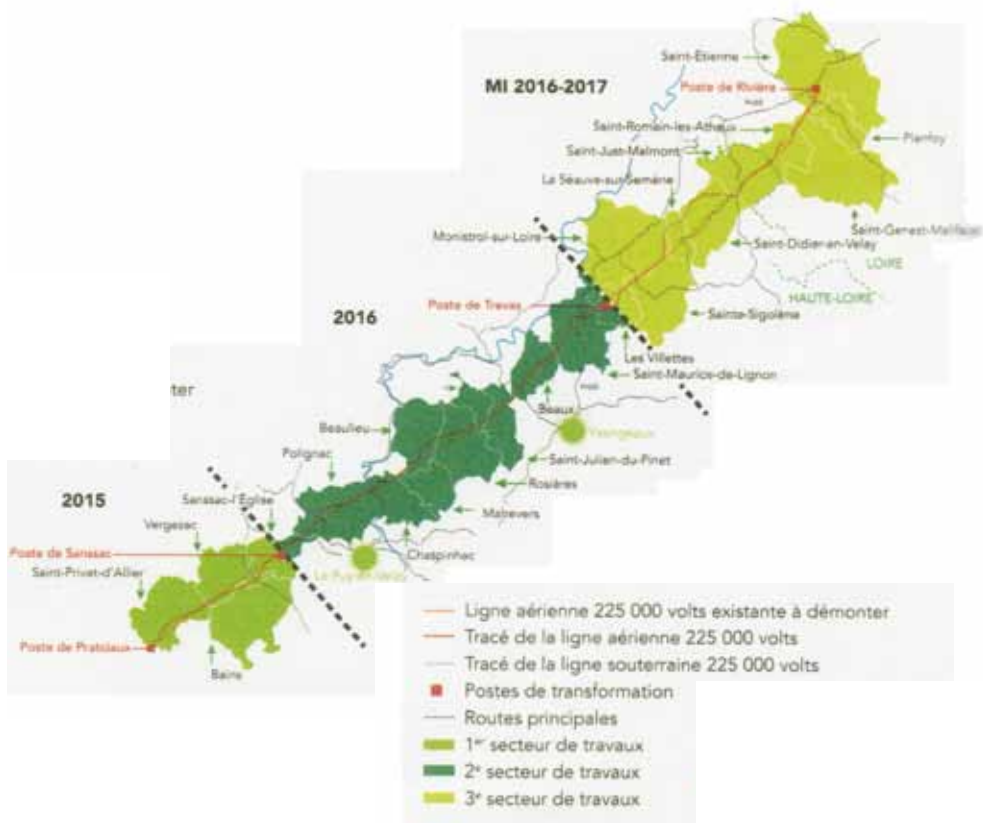 Saint-Etienne
MI 2016-2017
Poste de Rivière
Saint-Romain-les-Atheux
Planfoy
Saint-Just-Malmont
La Séauve-sur-Semène
Saint-Genest-Malifaux
Monistrol-sur-Loire
Saint-Didier-en-Velay
LOIRE
HAUTE-LOIRE
Poste de Trevas
Sainte-Sigolène
2016
Les Villettes
Saint-Maurice-de-Lignon
ter
Beaux
Beaulieu
Yssingeaux
Polignac
Saint-Julien-du-Pinet
2015
Sanssac-l'Église
Rosières
Malrevers
Vergezac
Chaspinhac
Poste de Sanssac
Saint-Privet-d'Allier
Le Puy-en-Velay
Poste de Pratclaux
Bains
Ligne aérienne 225 000 volts existante à démonter
Tracé de la ligne aérienne 225 000 volts
Tracé de la ligne souterraine 225 000 volts
Postes de transformation
Routes principales
1er secteur de travaux
2e secteur de travaux
3e secteur de travaux